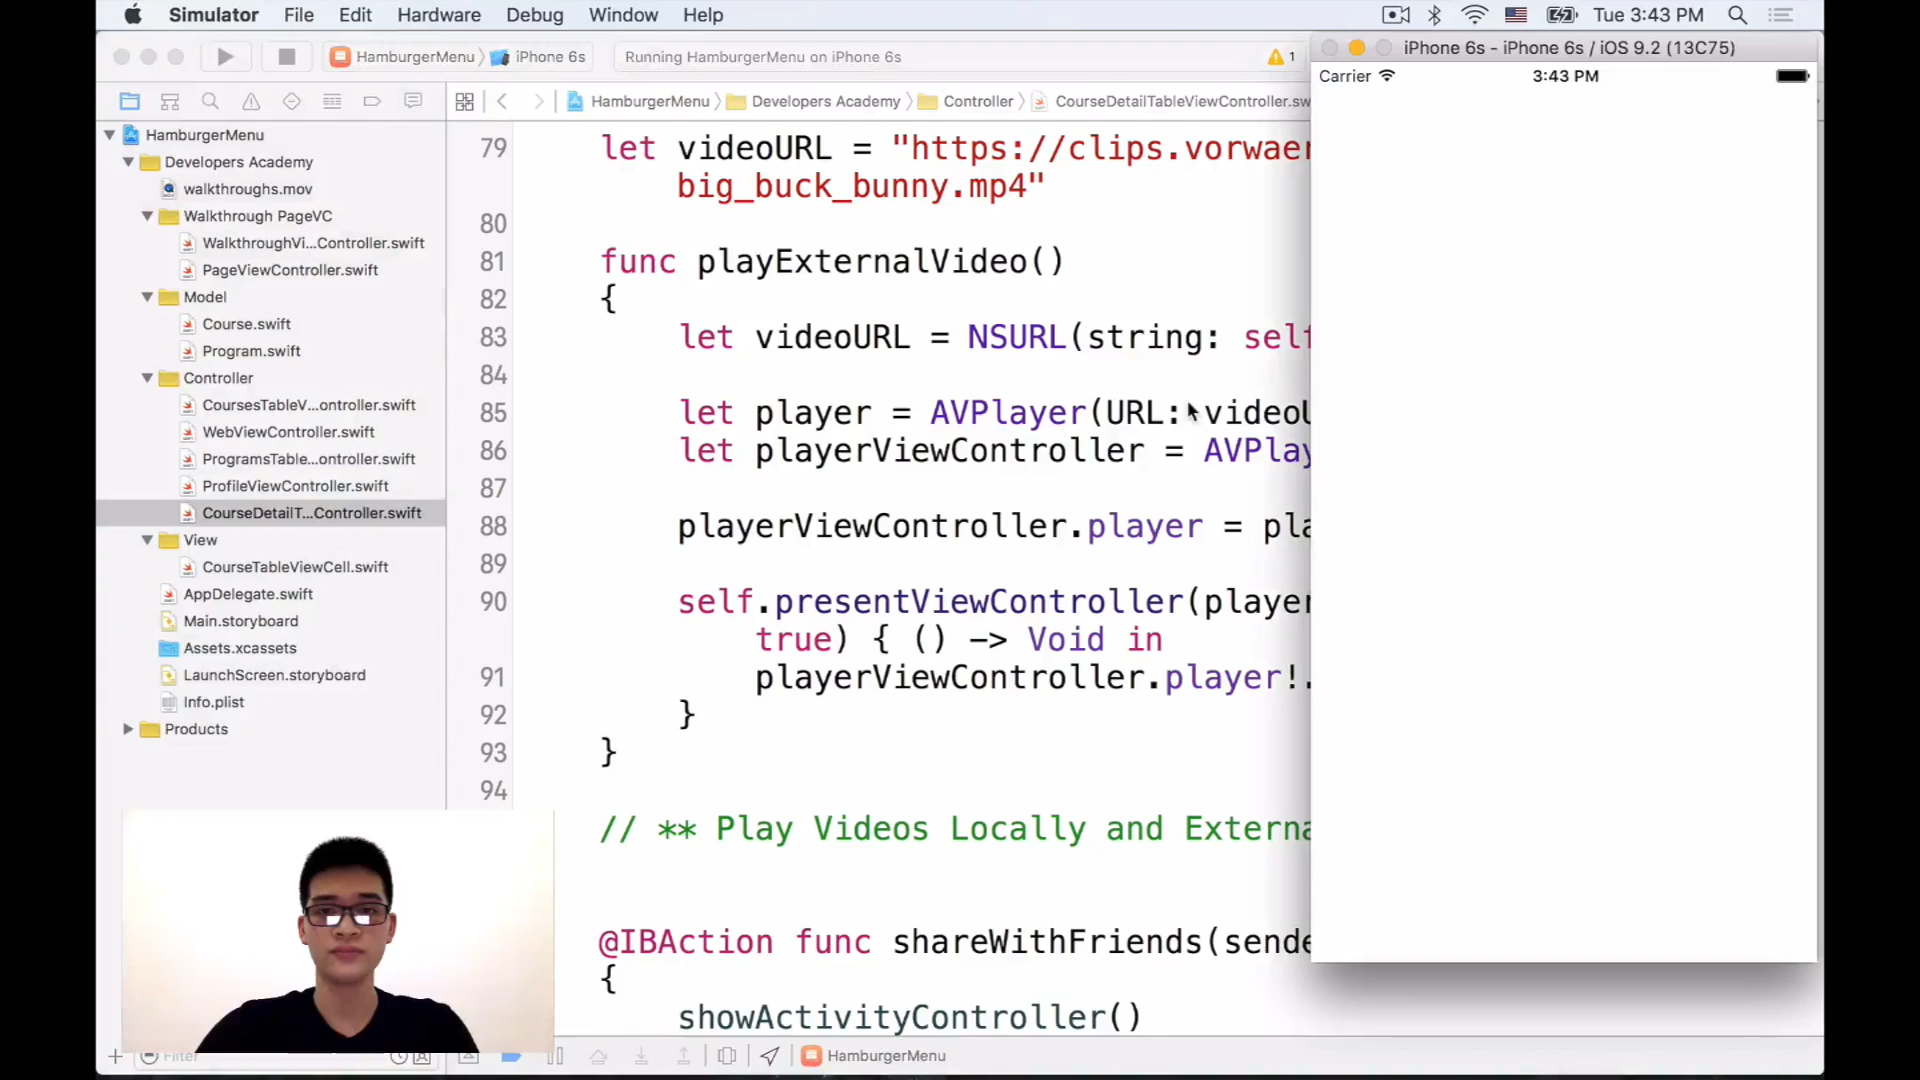 Simulator File Edit Hardware Debug Window Help Tue 3:43 PM
HamburgerMenu iPhone 6s Running HamburgerMenu on iPhone 6s 1
iPhone 6s - iPhone 6s / iOS 9.2 (13C75)
Carrier 3:43 PM
HamburgerMenu Developers Academy Controller CourseDetailTableViewController.sw
HamburgerMenu
Developers Academy
walkthroughs.mov
Walkthrough PageVC
WalkthroughVi...Controller.swift
PageViewController.swift
Model
Course.swift
Program.swift
Controller
CoursesTableV...ontroller.swift
WebViewController.swift
ProgramsTable...ontroller.swift
ProfileViewController.swift
CourseDetailT...Controller.swift
View
CourseTableViewCell.swift
AppDelegate.swift
Main.storyboard
Assets.xcassets
LaunchScreen.storyboard
Info.plist
Products
Filter
79 let videoURL = "https://clips.vorwaer
big_buck_bunny.mp4"
80
81 func playExternalVideo()
82 {
83 let videoURL = NSURL(string: self
84
85 let player = AVPlayer(URL: videoU
86 let playerViewController = AVPlay
87
88 playerViewController.player = pla
89
90 self.presentViewController(player
true) { () -> Void in
91 playerViewController.player!.
92 }
93 }
94
// ** Play Videos Locally and Externa
@IBAction func shareWithFriends(sende
{
showActivityController()
HamburgerMenu